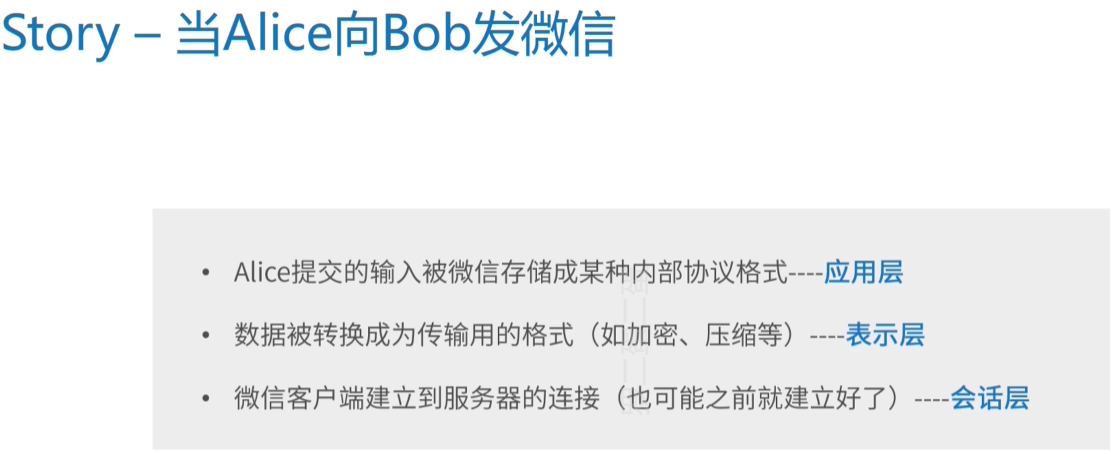 Story – 当Alice向Bob发微信
• Alice提交的输入被微信存储成某种内部协议格式----应用层
• 数据被转换成为传输用的格式（如加密、压缩等）----表示层
• 微信客户端建立到服务器的连接（也可能之前就建立好了）----会话层